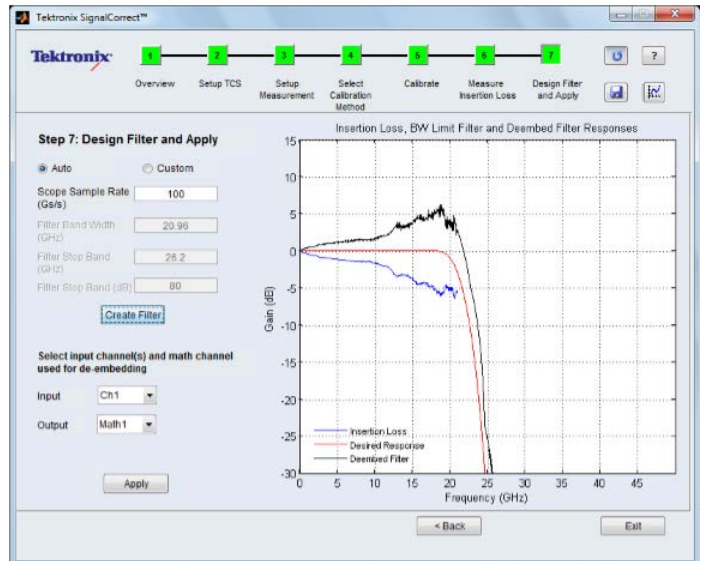 Tektronix SignalCorrect™
Tektronix
1 2 3 4 5 6 7
Overview
Setup TCS
Setup
Measurement
Select
Calibration
Method
Calibrate
Measure
Insertion Loss
Design Filter
and Apply
?
Step 7: Design Filter and Apply
Auto
Custom
Scope Sample Rate
(Gs/s)
100
Filter Band Width
(GHz)
20.96
Filter Stop Band
(GHz)
26.2
Filter Stop Band (dB)
80
Create Filter
Select input channel(s) and math channel
used for de-embedding
Input
Ch1
Output
Math1
Apply
Insertion Loss, BW Limit Filter and Deembed Filter Responses
Gain (dB)
15
10
5
0
-5
-10
-15
-20
-25
-30
Insertion Loss
Desired Response
Deembed Filter
0 5 10 15 20 25 30 35 40 45
Frequency (GHz)
< Back
Exit